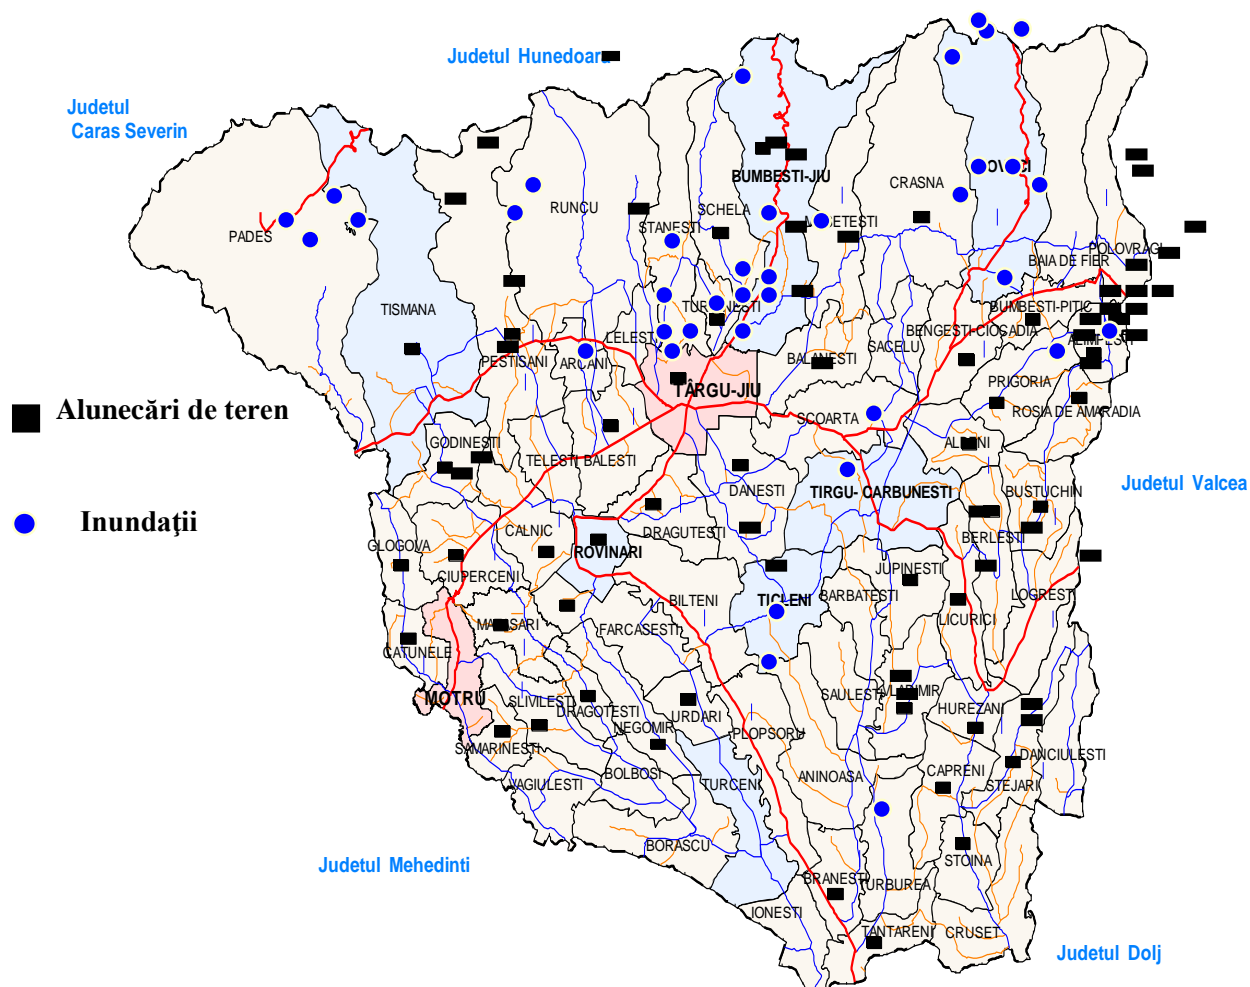 Judetul Hunedoara
Judetul
Caras Severin
BUMBESTI-JIU
CRASNA
RUNCU
SCHELA
STANESTI
PADES
POLOVRAGI
BAIA DE FIER
TISMANA
BUMBESTI-PITIC
BENGESTI-CIOCADIA
LELESTI
SACELU
ALIMPESTI
PESTISANI
ARCANI
BALANESTI
PRIGORIA
TÂRGU-JIU
Alunecări de teren
ROSIA DE AMARADIA
SCOARTA
GODINESTI
TELESTI
BALESTI
Judetul Valcea
DANESTI
TIRGU- CARBUNESTI
BUSTUCHIN
Inundaţii
CALNIC
DRAGUTESTI
BERLESTI
GLOGOVA
ROVINARI
CIUPERCENI
JUPINESTI
BILTENI
TICLENI
BARBATESTI
LOGRESTI
LICURICI
FARCASESTI
CATUNELE
MOTRU
SLIVILESTI
DRAGOTESTI
SAULESTI
HUREZANI
URDARI
NEGOMIR
PLOPSORU
SAMARINESTI
DANCIULESTI
BOLBOSI
ANINOASA
CAPRENI
VAGIULESTI
TURCENI
STEJARI
BORASCU
STOINA
Judetul Mehedinti
BRANESTI
TURBUREA
IONESTI
TANTARENI
CRUSET
Judetul Dolj